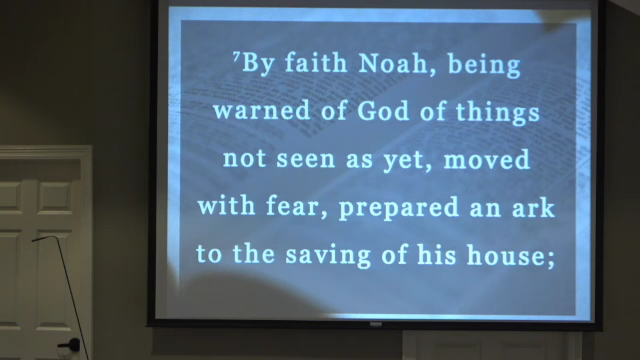 ⁷By faith Noah, being
warned of God of things
not seen as yet, moved
with fear, prepared an ark
to the saving of his house;